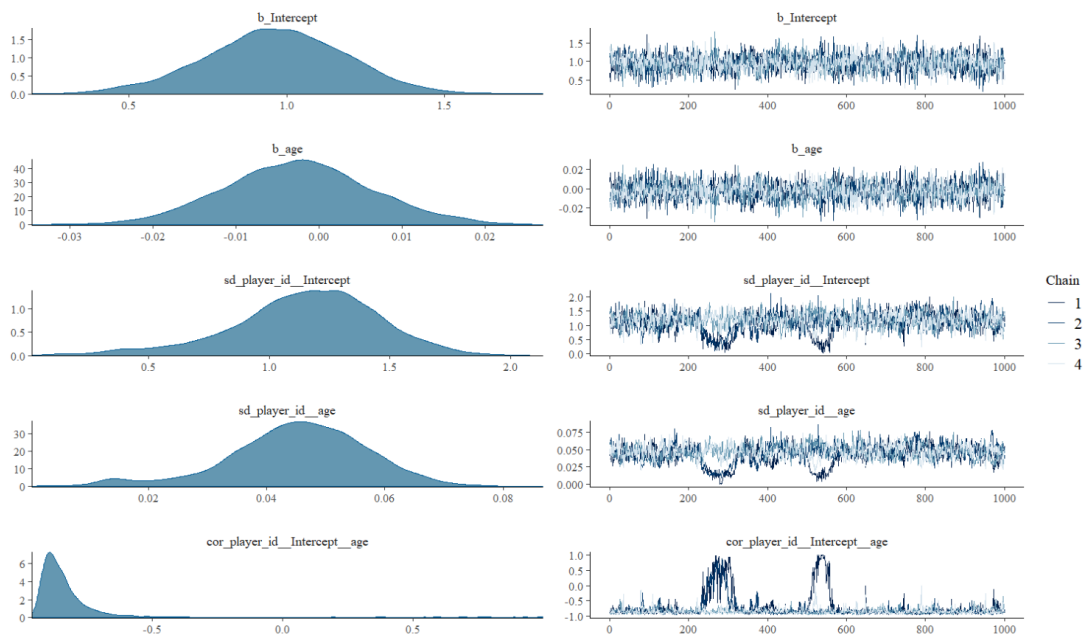 b_Intercept
1.5
1.0
0.5
0.0
0.5 1.0 1.5
b_Intercept
1.5
1.0
0.5
0 200 400 600 800 1000
b_age
40
30
20
10
0
-0.03 -0.02 -0.01 0.00 0.01 0.02
b_age
0.02
0.00
-0.02
0 200 400 600 800 1000
sd_player_id__Intercept
1.0
0.5
0.0
0.5 1.0 1.5 2.0
sd_player_id__Intercept
2.0
1.5
1.0
0.5
0.0
0 200 400 600 800 1000
Chain
1
2
3
4
sd_player_id__age
30
20
10
0
0.02 0.04 0.06 0.08
sd_player_id__age
0.075
0.050
0.025
0.000
0 200 400 600 800 1000
cor_player_id__Intercept__age
6
4
2
0
-0.5 0.0 0.5
cor_player_id__Intercept__age
1.0
0.5
0.0
-0.5
-1.0
0 200 400 600 800 1000